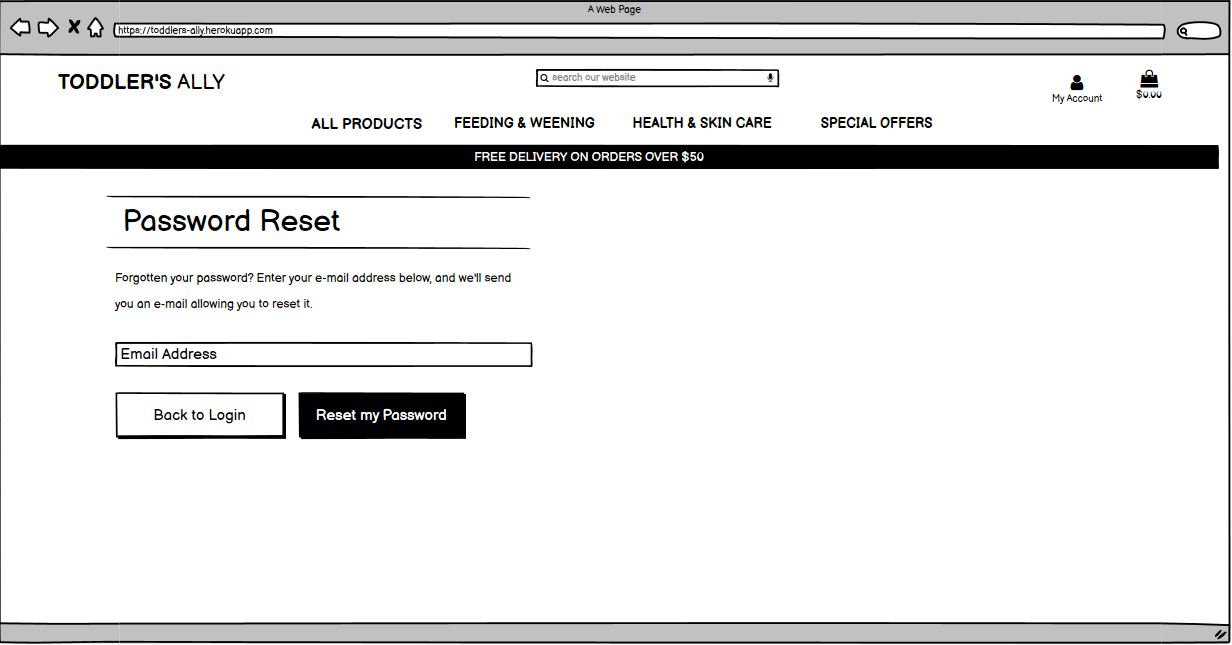 A Web Page
https://toddlers-ally.herokuapp.com
TODDLER'S ALLY
search our website
My Account
$0.00
ALL PRODUCTS
FEEDING & WEENING
HEALTH & SKIN CARE
SPECIAL OFFERS
FREE DELIVERY ON ORDERS OVER $50
Password Reset
Forgotten your password? Enter your e-mail address below, and we'll send
you an e-mail allowing you to reset it.
Email Address
Back to Login
Reset my Password